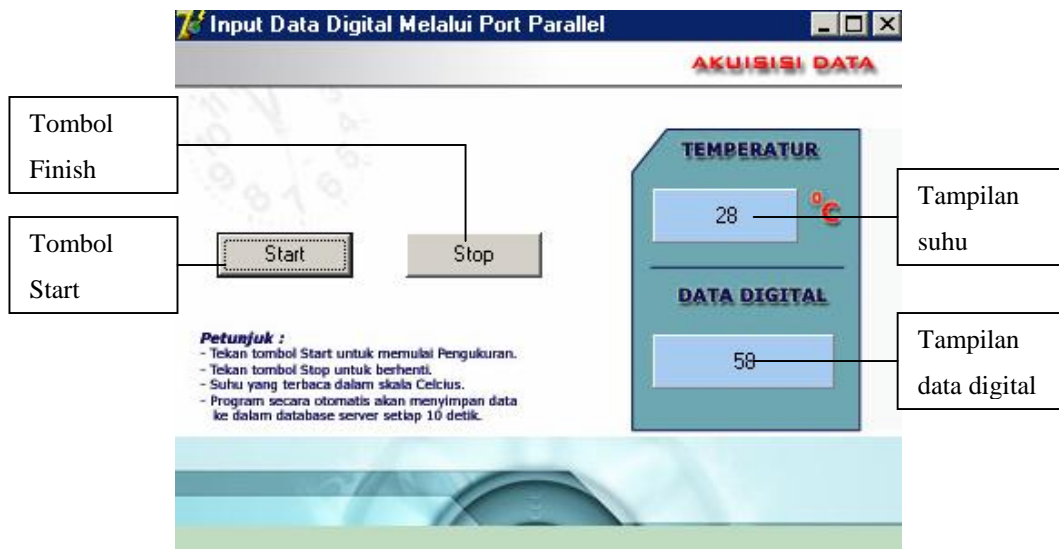 Input Data Digital Melalui Port Parallel
AKUISISI DATA
Tombol
Finish
Tombol
Start
Start
Stop
TEMPERATUR
28
°C
DATA DIGITAL
58
Tampilan
suhu
Tampilan
data digital
Petunjuk :
- Tekan tombol Start untuk memulai Pengukuran.
- Tekan tombol Stop untuk berhenti.
- Suhu yang terbaca dalam skala Celcius.
- Program secara otomatis akan menyimpan data
ke dalam database server setiap 10 detik.